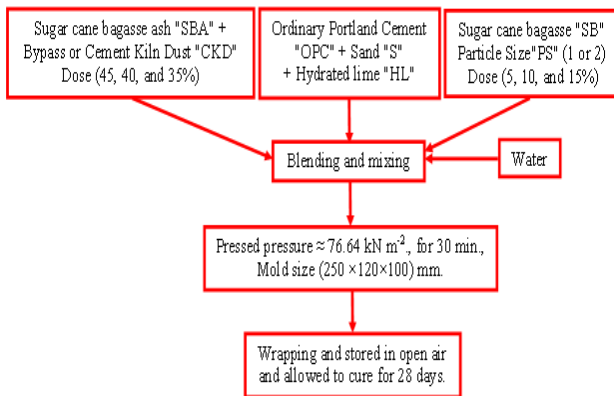 Sugar cane bagasse ash "SBA" +
Bypass or Cement Kiln Dust "CKD"
Dose (45, 40, and 35%)
Ordinary Portland Cement
"OPC" + Sand "S"
+ Hydrated lime "HL"
Sugar cane bagasse "SB"
Particle Size"PS" (1 or 2)
Dose (5, 10, and 15%)
Blending and mixing
Water
Pressed pressure ≈ 76.64 kN m⁻²., for 30 min.,
Mold size (250 ×120×100) mm.
Wrapping and stored in open air
and allowed to cure for 28 days.